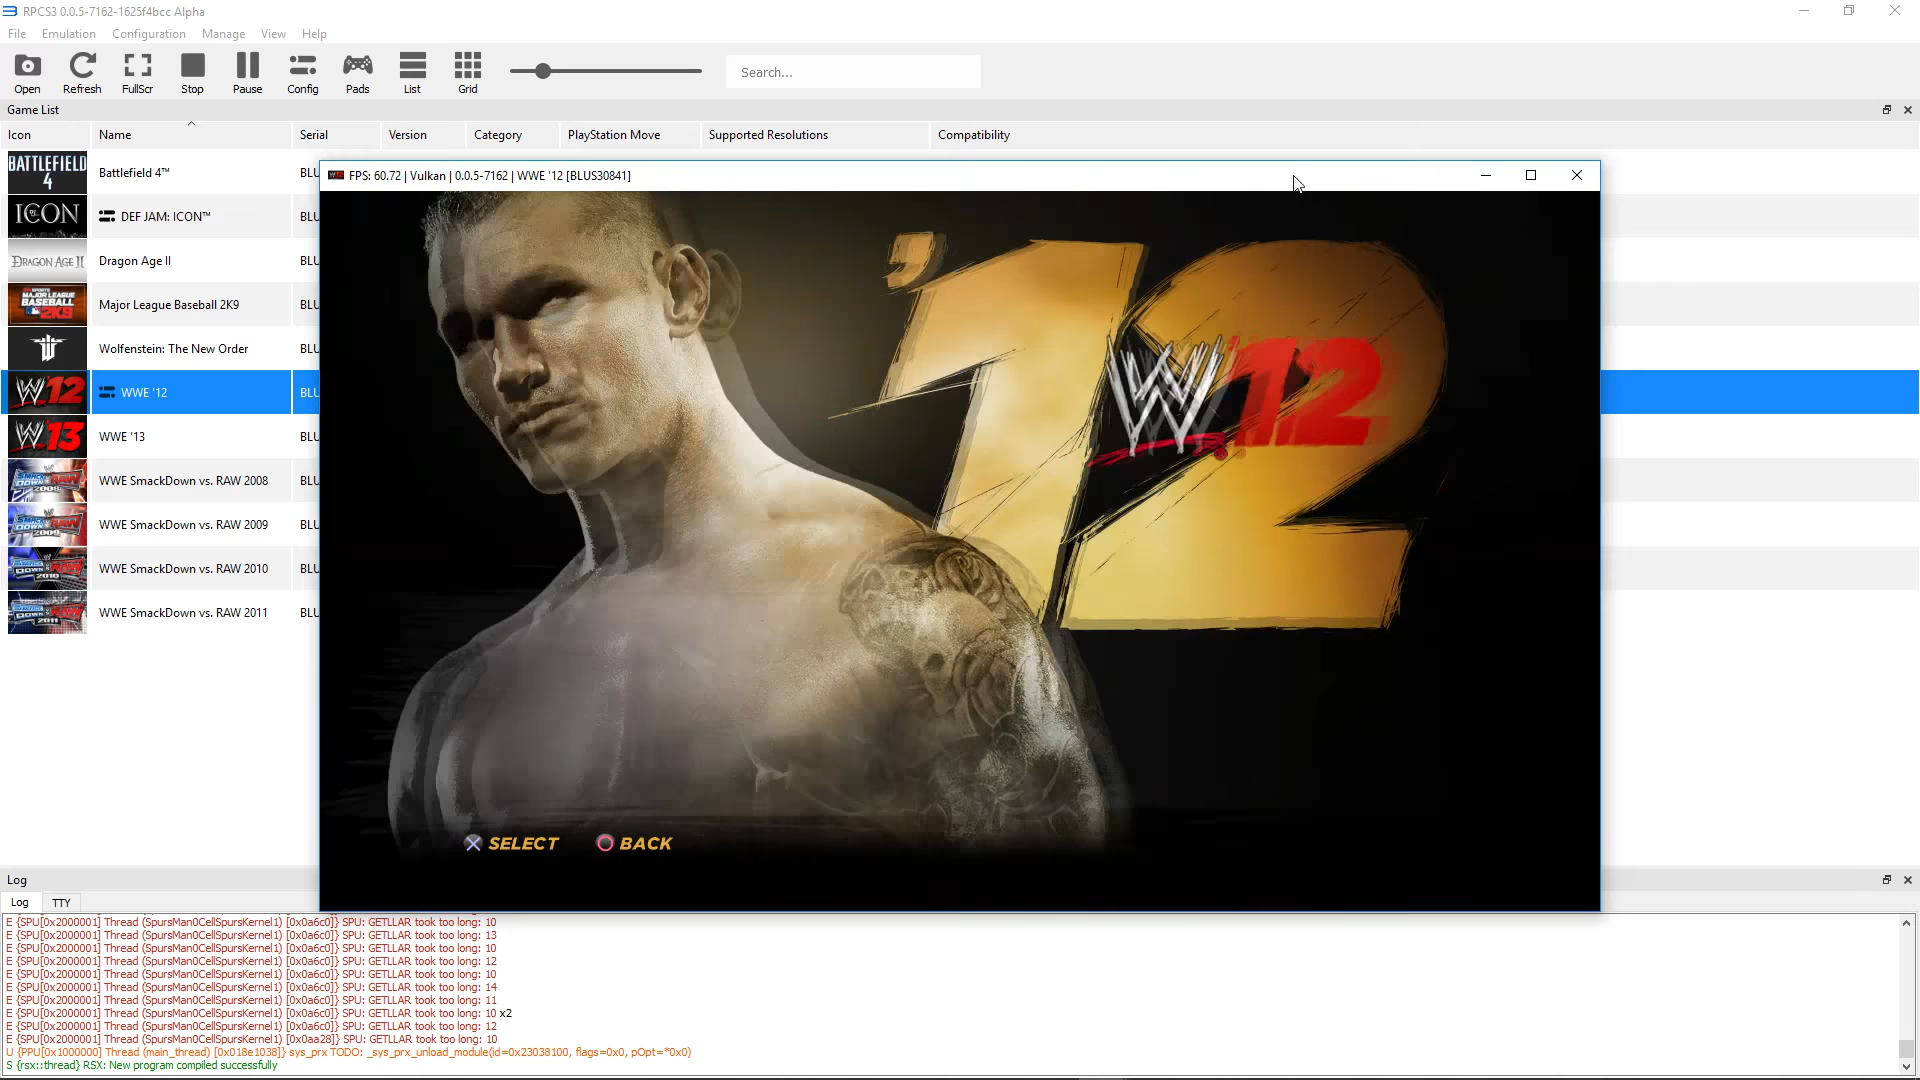 RPCS3 0.0.5-7162-1625f4bcc Alpha
File Emulation Configuration Manage View Help
Open Refresh FullScr Stop Pause Config Pads List Grid Search...
Game List
Icon Name Serial Version Category PlayStation Move Supported Resolutions Compatibility
BATTLEFIELD 4 Battlefield 4™ BLU
FPS: 60.72 | Vulkan | 0.0.5-7162 | WWE '12 [BLUS30841]
ICON DEF JAM: ICON™ BLU
DRAGON AGE II Dragon Age II BLU
MAJOR LEAGUE BASEBALL 2K9 Major League Baseball 2K9 BLU
Wolfenstein: The New Order BLU
W 12 WWE '12 BLU
W 13 WWE '13 BLU
WWE SmackDown vs. RAW 2008 BLU
WWE SmackDown vs. RAW 2009 BLU
WWE SmackDown vs. RAW 2010 BLU
WWE SmackDown vs. RAW 2011 BLU
'12
W 12
SELECT BACK
Log
Log TTY
E {SPU[0x2000001] Thread (SpursMan0CellSpursKernel1) [0x0a6c0]} SPU: GETLLAR took too long: 10
E {SPU[0x2000001] Thread (SpursMan0CellSpursKernel1) [0x0a6c0]} SPU: GETLLAR took too long: 13
E {SPU[0x2000001] Thread (SpursMan0CellSpursKernel1) [0x0a6c0]} SPU: GETLLAR took too long: 10
E {SPU[0x2000001] Thread (SpursMan0CellSpursKernel1) [0x0a6c0]} SPU: GETLLAR took too long: 12
E {SPU[0x2000001] Thread (SpursMan0CellSpursKernel1) [0x0a6c0]} SPU: GETLLAR took too long: 10
E {SPU[0x2000001] Thread (SpursMan0CellSpursKernel1) [0x0a6c0]} SPU: GETLLAR took too long: 14
E {SPU[0x2000001] Thread (SpursMan0CellSpursKernel1) [0x0a6c0]} SPU: GETLLAR took too long: 11
E {SPU[0x2000001] Thread (SpursMan0CellSpursKernel1) [0x0a6c0]} SPU: GETLLAR took too long: 10 x2
E {SPU[0x2000001] Thread (SpursMan0CellSpursKernel1) [0x0a6c0]} SPU: GETLLAR took too long: 12
E {SPU[0x2000001] Thread (SpursMan0CellSpursKernel1) [0x0aa28]} SPU: GETLLAR took too long: 10
U {PPU[0x1000000] Thread (main_thread) [0x018e1038]} sys_prx TODO: _sys_prx_unload_module(id=0x23038100, flags=0x0, pOpt=*0x0)
S {rsx::thread} RSX: New program compiled successfully